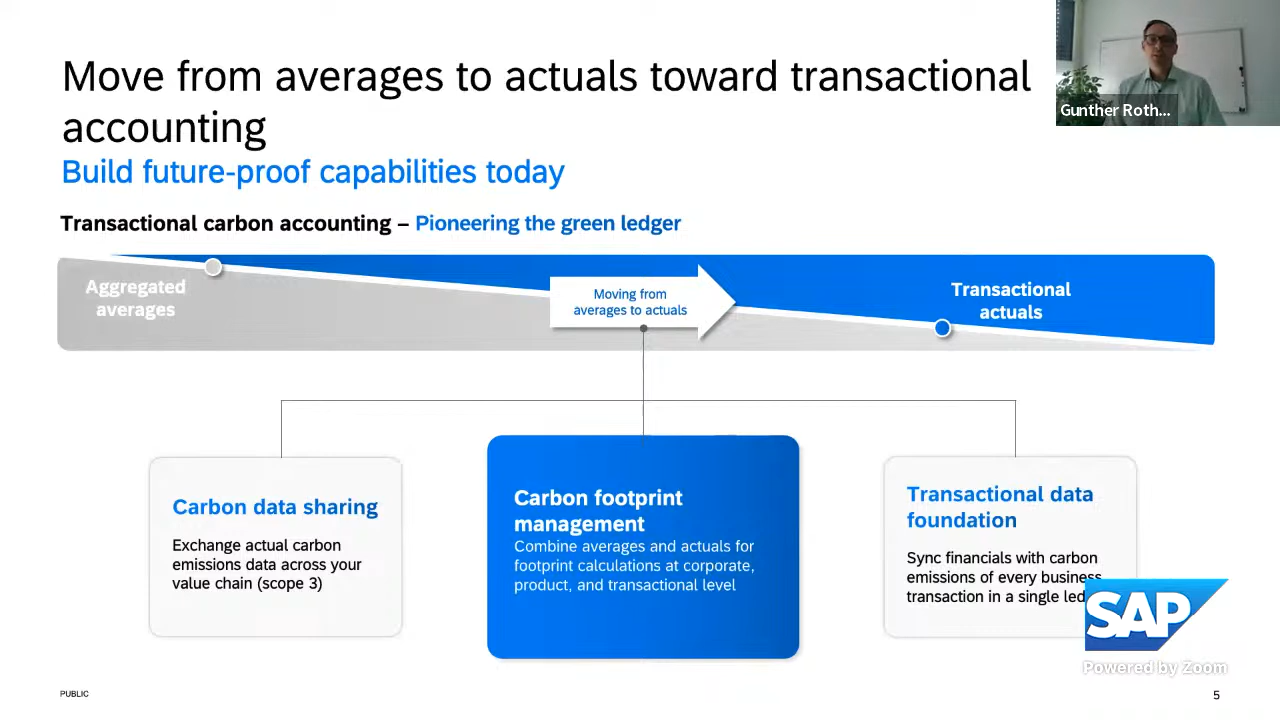 Move from averages to actuals toward transactional
accounting
Build future-proof capabilities today
Gunther Roth...
Transactional carbon accounting – Pioneering the green ledger
Aggregated
averages
Moving from
averages to actuals
Transactional
actuals
Carbon data sharing
Exchange actual carbon
emissions data across your
value chain (scope 3)
Carbon footprint
management
Combine averages and actuals for
footprint calculations at corporate,
product, and transactional level
Transactional data
foundation
Sync financials with carbon
emissions of every business
transaction in a single led
SAP
Powered by Zoom
PUBLIC
5